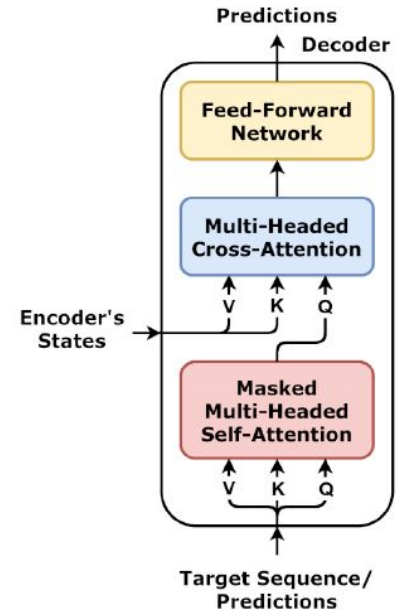 Predictions
Decoder
Feed-Forward
Network
Multi-Headed
Cross-Attention
V K Q
Encoder's
States
Masked
Multi-Headed
Self-Attention
V K Q
Target Sequence/
Predictions